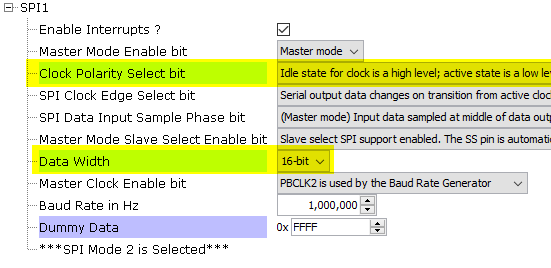 SPI1
Enable Interrupts ?
Master Mode Enable bit Master mode
Clock Polarity Select bit Idle state for clock is a high level; active state is a low leve
SPI Clock Edge Select bit Serial output data changes on transition from active clock
SPI Data Input Sample Phase bit (Master mode) Input data sampled at middle of data outp
Master Mode Slave Select Enable bit Slave select SPI support enabled. The SS pin is automatic
Data Width 16-bit
Master Clock Enable bit PBCLK2 is used by the Baud Rate Generator
Baud Rate in Hz 1,000,000
Dummy Data 0x FFFF
***SPI Mode 2 is Selected***